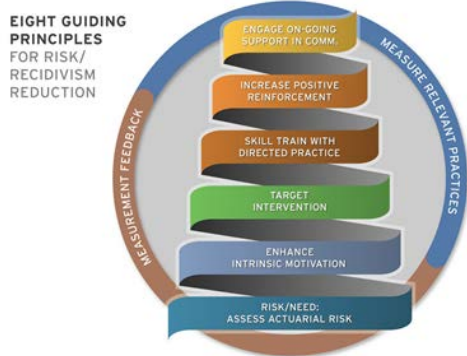 EIGHT GUIDING
PRINCIPLES
FOR RISK/
RECIDIVISM
REDUCTION
ENGAGE ON-GOING
SUPPORT IN COMM.
INCREASE POSITIVE
REINFORCEMENT
SKILL TRAIN WITH
DIRECTED PRACTICE
TARGET
INTERVENTION
ENHANCE
INTRINSIC MOTIVATION
RISK/NEED:
ASSESS ACTUARIAL RISK
MEASUREMENT FEEDBACK
MEASURE RELEVANT PRACTICES